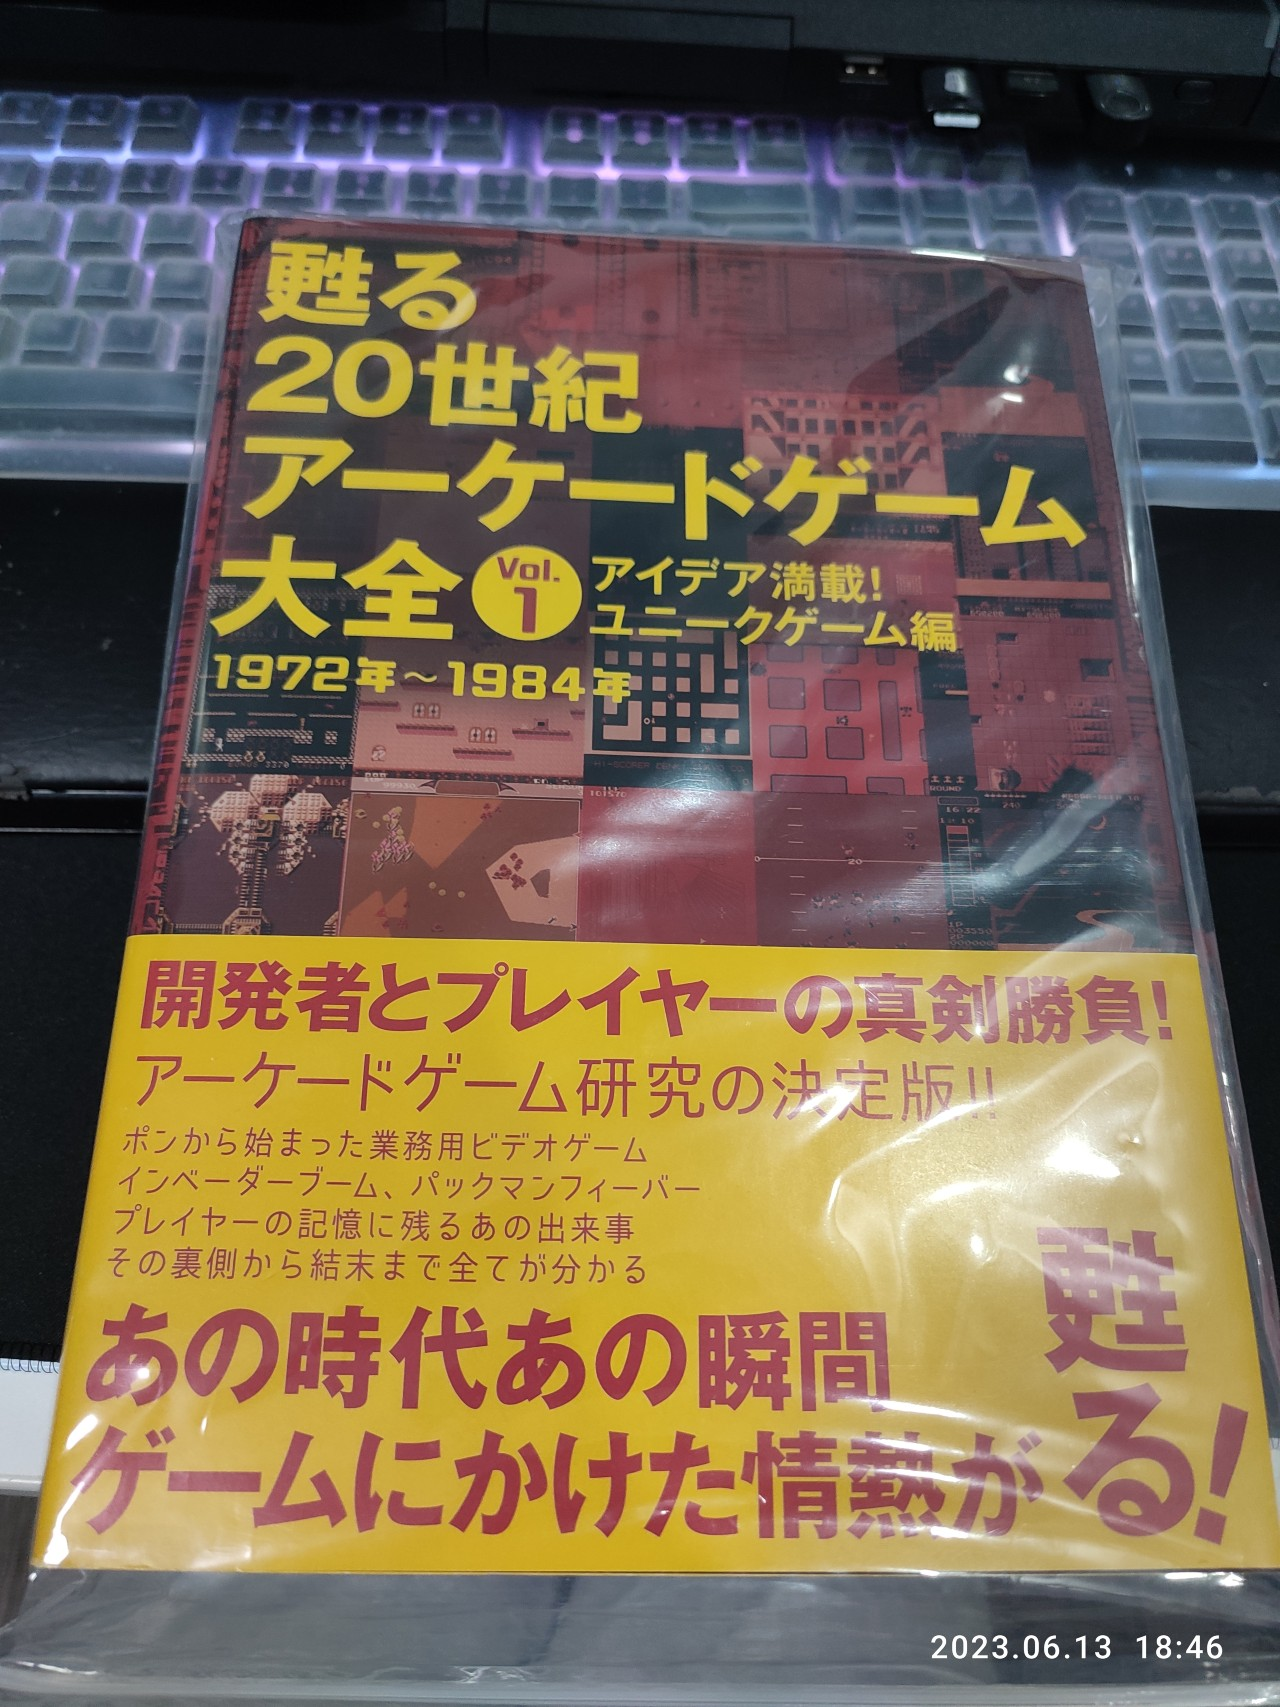 甦る
20世紀
アーケードゲーム
大全
Vol.
1
アイデア満載!
ユニークゲーム編
1972年～1984年
HI-SCORE
ROUND
16:22
開発者とプレイヤーの真剣勝負!
アーケードゲーム研究の決定版!!
ポンから始まった業務用ビデオゲーム
インベーダーブーム、パックマンフィーバー
プレイヤーの記憶に残るあの出来事
その裏側から結末まで全てが分かる
あの時代あの瞬間
ゲームにかけた情熱が
甦る!
2023.06.13 18:46